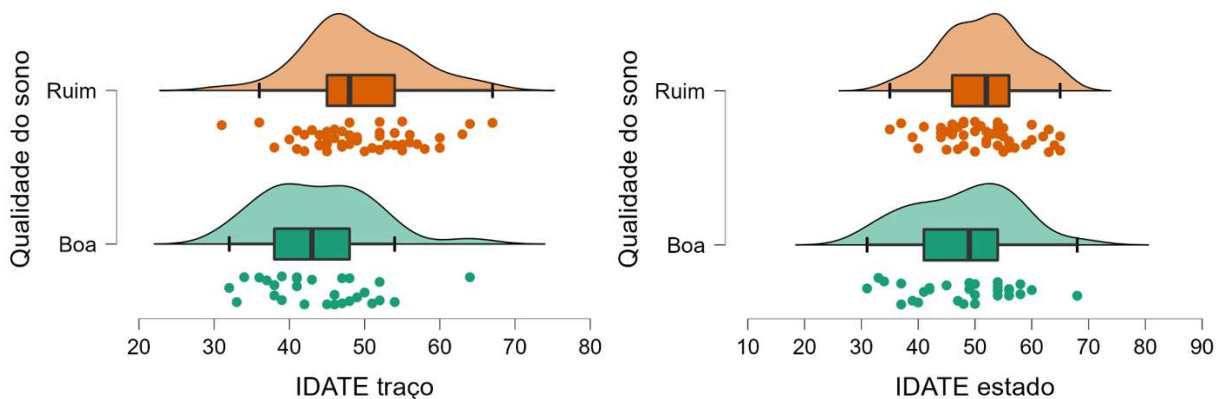 Qualidade do sono
Ruim
Boa
20 30 40 50 60 70 80
IDATE traço
Qualidade do sono
Ruim
Boa
10 20 30 40 50 60 70 80 90
IDATE estado